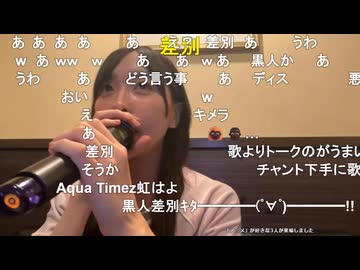 あ あ あ あ あ え? 差別 あ うわ
差別
w あ ww w あ あ w あ 黒人か あ
うわ あ どう言う事 あ ディス 悪
おい w
え キメラ
あ …
差別 歌よりトークのがうまい
そうか チャント下手に歌
Aqua Timez虹はよ
黒人差別ｷﾀ━━━━(ﾟ∀ﾟ)━━━━!!